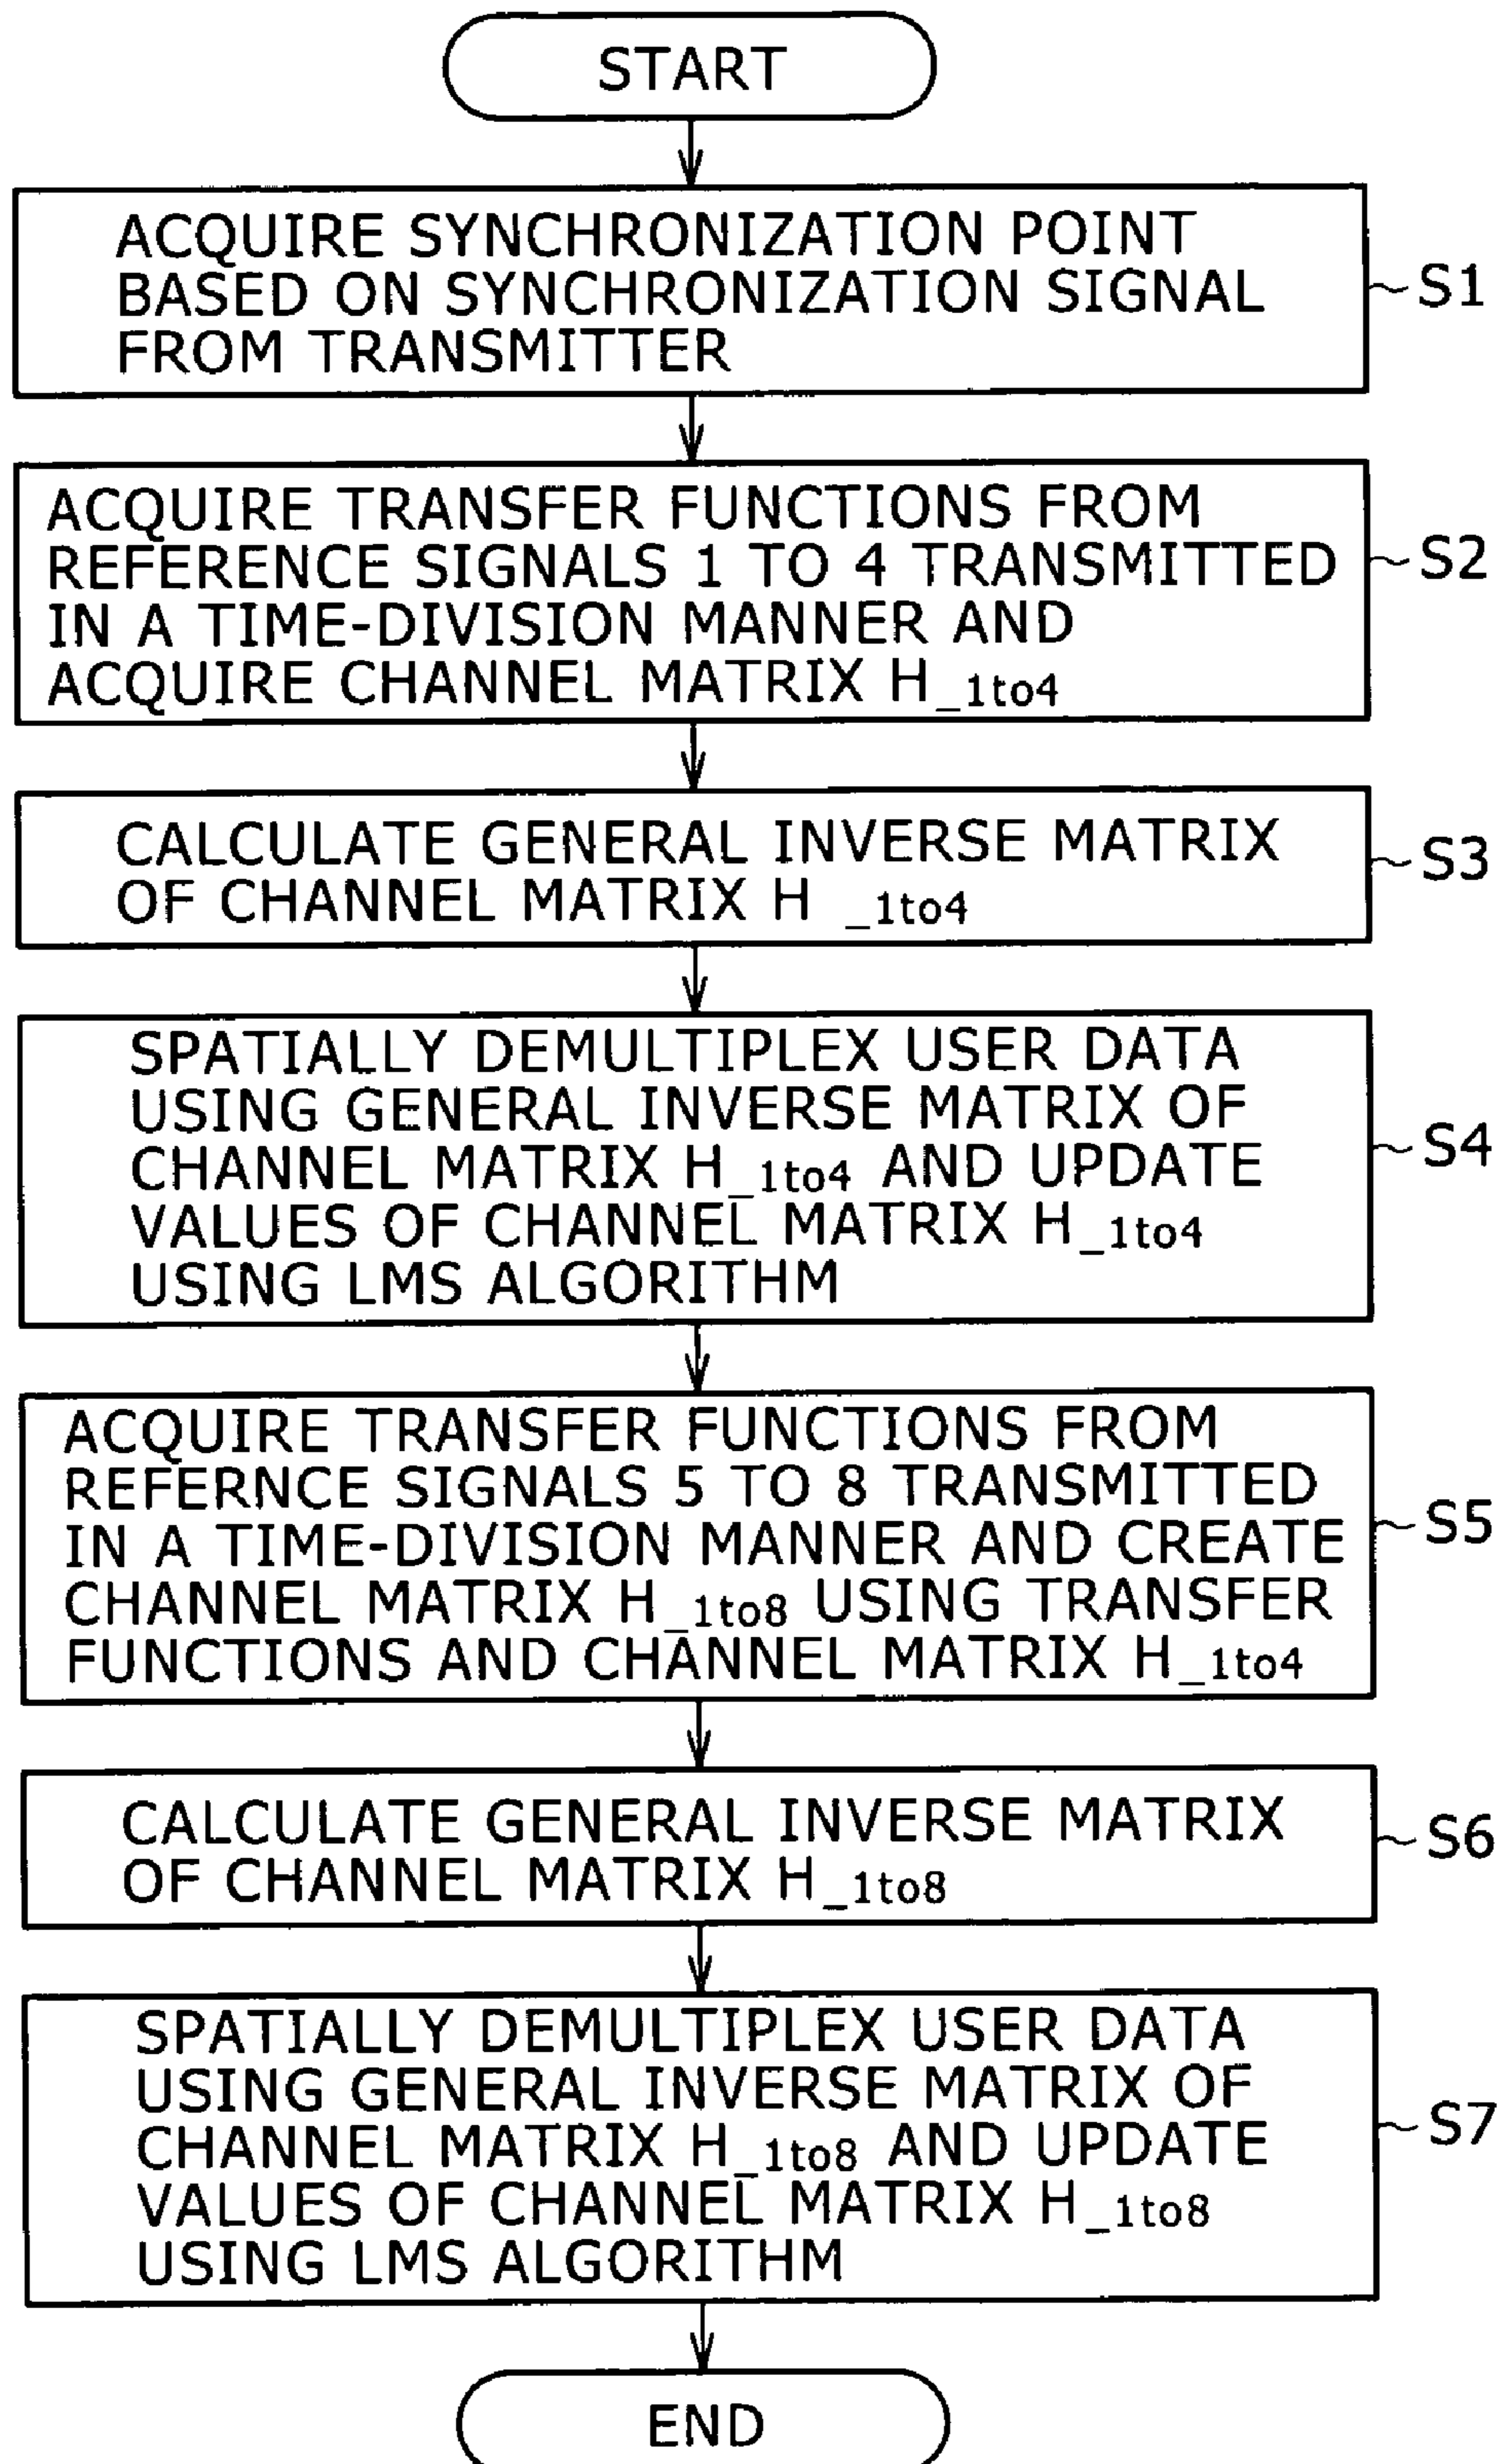 START
ACQUIRE SYNCHRONIZATION POINT
BASED ON SYNCHRONIZATION SIGNAL
FROM TRANSMITTER
S1
ACQUIRE TRANSFER FUNCTIONS FROM
REFERENCE SIGNALS 1 TO 4 TRANSMITTED
IN A TIME-DIVISION MANNER AND
ACQUIRE CHANNEL MATRIX H_1to4
S2
CALCULATE GENERAL INVERSE MATRIX
OF CHANNEL MATRIX H _1to4
S3
SPATIALLY DEMULTIPLEX USER DATA
USING GENERAL INVERSE MATRIX OF
CHANNEL MATRIX H_1to4 AND UPDATE
VALUES OF CHANNEL MATRIX H_1to4
USING LMS ALGORITHM
S4
ACQUIRE TRANSFER FUNCTIONS FROM
REFERNCE SIGNALS 5 TO 8 TRANSMITTED
IN A TIME-DIVISION MANNER AND CREATE
CHANNEL MATRIX H_1to8 USING TRANSFER
FUNCTIONS AND CHANNEL MATRIX H_1to4
S5
CALCULATE GENERAL INVERSE MATRIX
OF CHANNEL MATRIX H_1to8
S6
SPATIALLY DEMULTIPLEX USER DATA
USING GENERAL INVERSE MATRIX OF
CHANNEL MATRIX H_1to8 AND UPDATE
VALUES OF CHANNEL MATRIX H_1to8
USING LMS ALGORITHM
S7
END